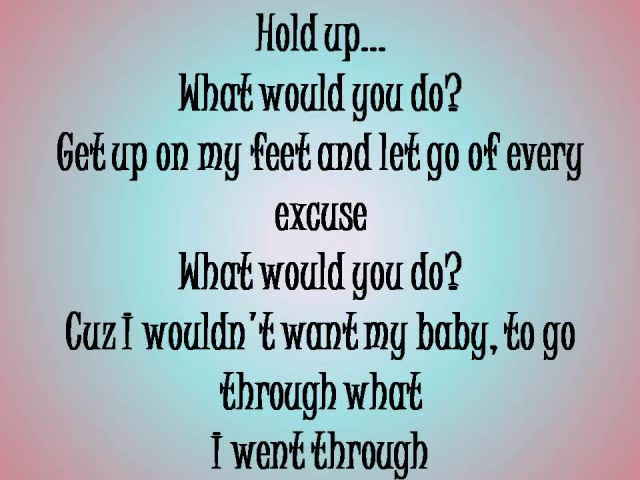 Hold up...
What would you do?
Get up on my feet and let go of every
excuse
What would you do?
Cuz I wouldn't want my baby, to go
through what
I went through